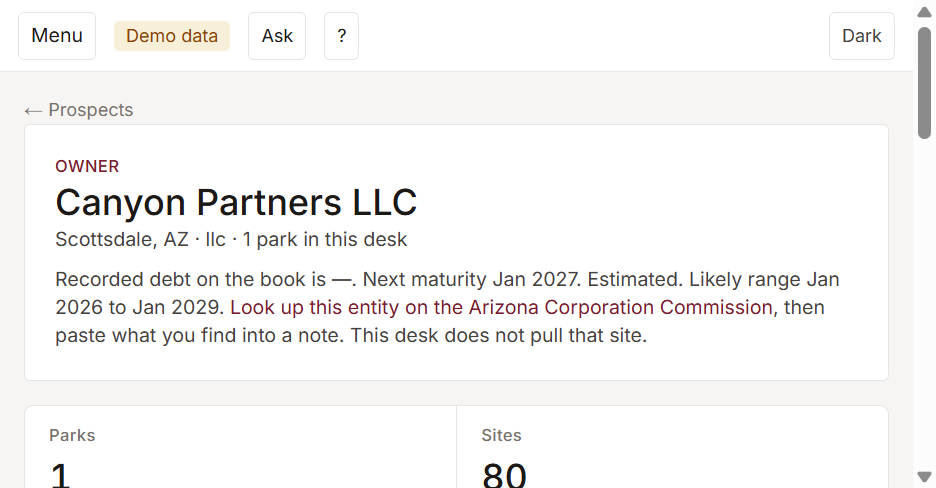 Menu Demo data Ask ? Dark
← Prospects
OWNER
Canyon Partners LLC
Scottsdale, AZ · llc · 1 park in this desk
Recorded debt on the book is —. Next maturity Jan 2027. Estimated. Likely range Jan
2026 to Jan 2029. Look up this entity on the Arizona Corporation Commission, then
paste what you find into a note. This desk does not pull that site.
Parks Sites
1 80